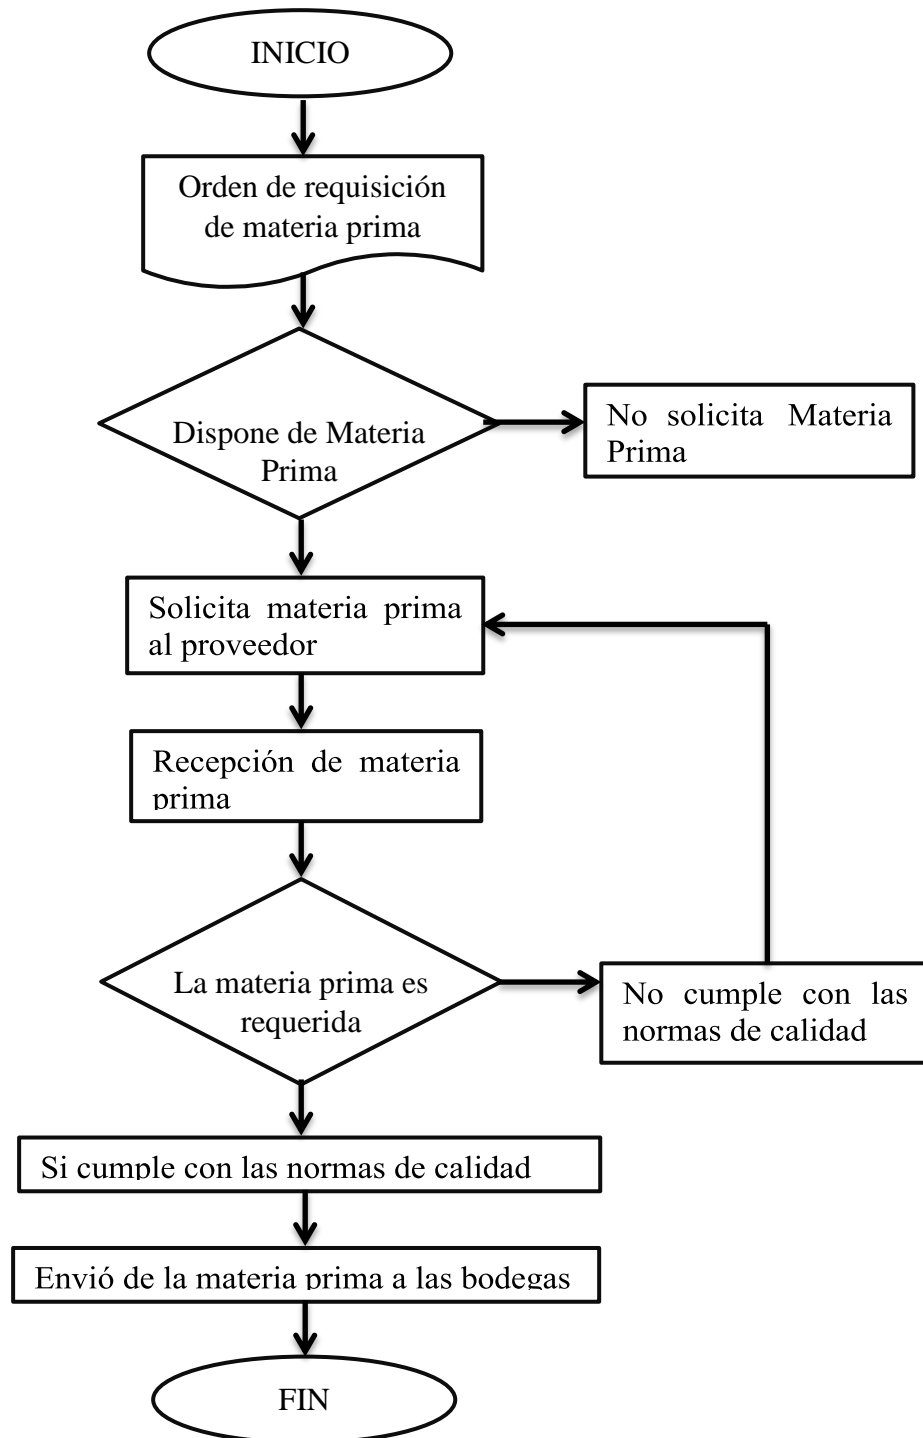 INICIO
Orden de requisición
de materia prima
Dispone de Materia
Prima
No solicita Materia
Prima
Solicita materia prima
al proveedor
Recepción de materia
prima
La materia prima es
requerida
No cumple con las
normas de calidad
Si cumple con las normas de calidad
Envió de la materia prima a las bodegas
FIN